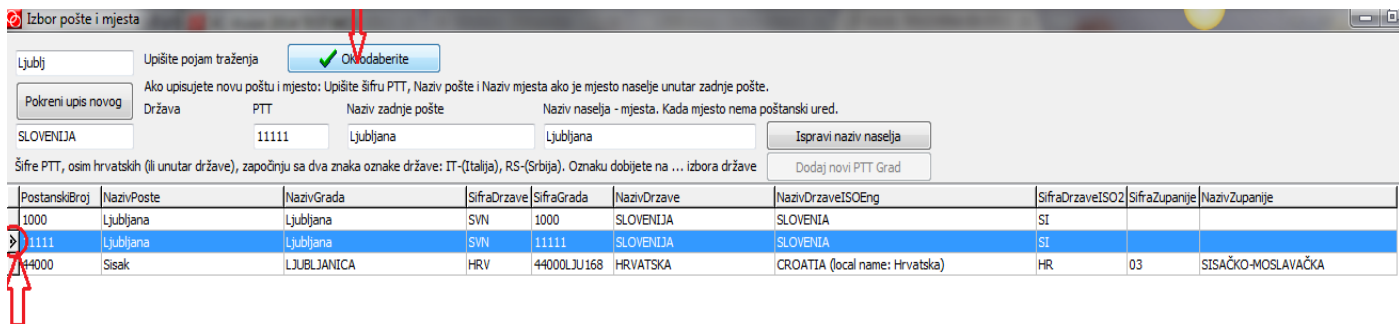 Izbor pošte i mjesta
Ljublj Upišite pojam traženja OK odaberite
Ako upisujete novu poštu i mjesto: Upišite šifru PTT, Naziv pošte i Naziv mjesta ako je mjesto naselje unutar zadnje pošte.
Pokreni upis novog Država PTT Naziv zadnje pošte Naziv naselja - mjesta. Kada mjesto nema poštanski ured.
SLOVENIJA 11111 Ljubljana Ljubljana Ispravi naziv naselja
Šifre PTT, osim hrvatskih (ili unutar države), započinju sa dva znaka oznake države: IT-(Italija), RS-(Srbija). Oznaku dobijete na ... izbora države Dodaj novi PTT Grad
PostanskiBroj NazivPoste NazivGrada SifraDrzave SifraGrada NazivDrzave NazivDrzaveISOEng SifraDrzaveISO2 SifraZupanije NazivZupanije
1000 Ljubljana Ljubljana SVN 1000 SLOVENIJA SLOVENIA SI
11111 Ljubljana Ljubljana SVN 11111 SLOVENIJA SLOVENIA SI
44000 Sisak LJUBLJANICA HRV 44000LJU168 HRVATSKA CROATIA (local name: Hrvatska) HR 03 SISAČKO-MOSLAVAČKA